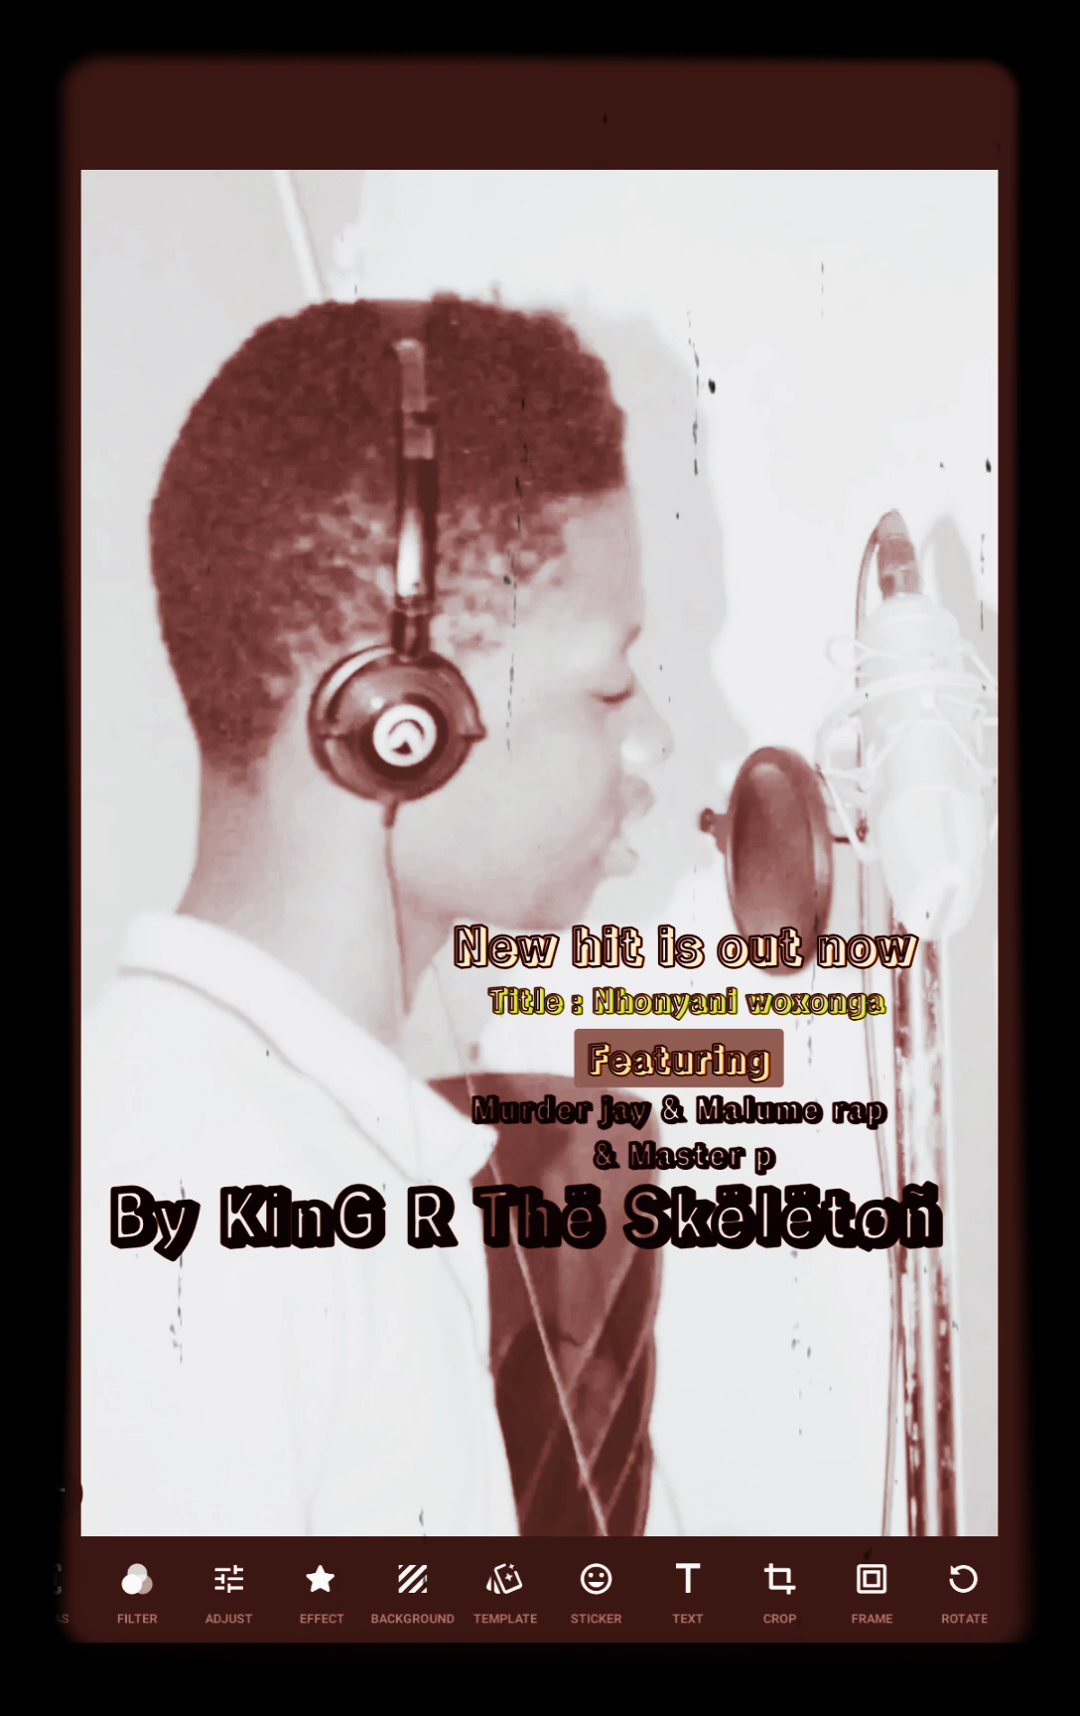 New hit is out now
Title : Nhonyani woxonga
Featuring
Murder jay & Malume rap
& Master p
By KinG R Thë Skëlëtoñ
FILTER ADJUST EFFECT BACKGROUND TEMPLATE STICKER TEXT CROP FRAME ROTATE